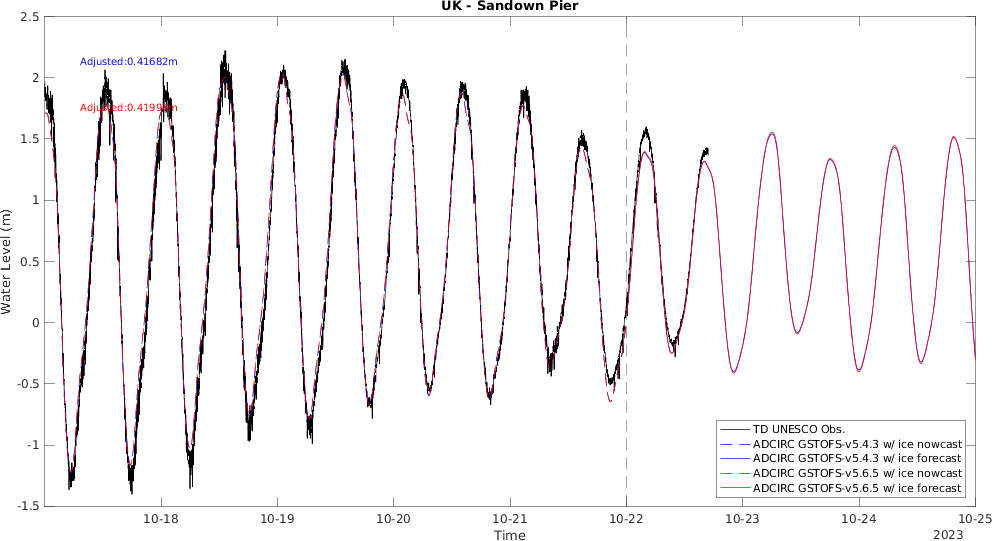 UK - Sandown Pier
2.5
2
1.5
1
0.5
0
-0.5
-1
-1.5
Water Level (m)
Adjusted:0.41682m
TD UNESCO Obs.
ADCIRC GSTOFS-v5.4.3 w/ ice nowcast
ADCIRC GSTOFS-v5.4.3 w/ ice forecast
ADCIRC GSTOFS-v5.6.5 w/ ice nowcast
ADCIRC GSTOFS-v5.6.5 w/ ice forecast
10-18
10-19
10-20
10-21
10-22
10-23
10-24
10-25
Time
2023